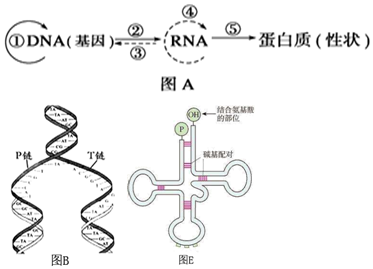 ④
①DNA(基因) ② ③ RNA ⑤ 蛋白质(性状)
图A
P链 T链
图B
OH 结合氨基酸
的部位
P
碱基配对
图E